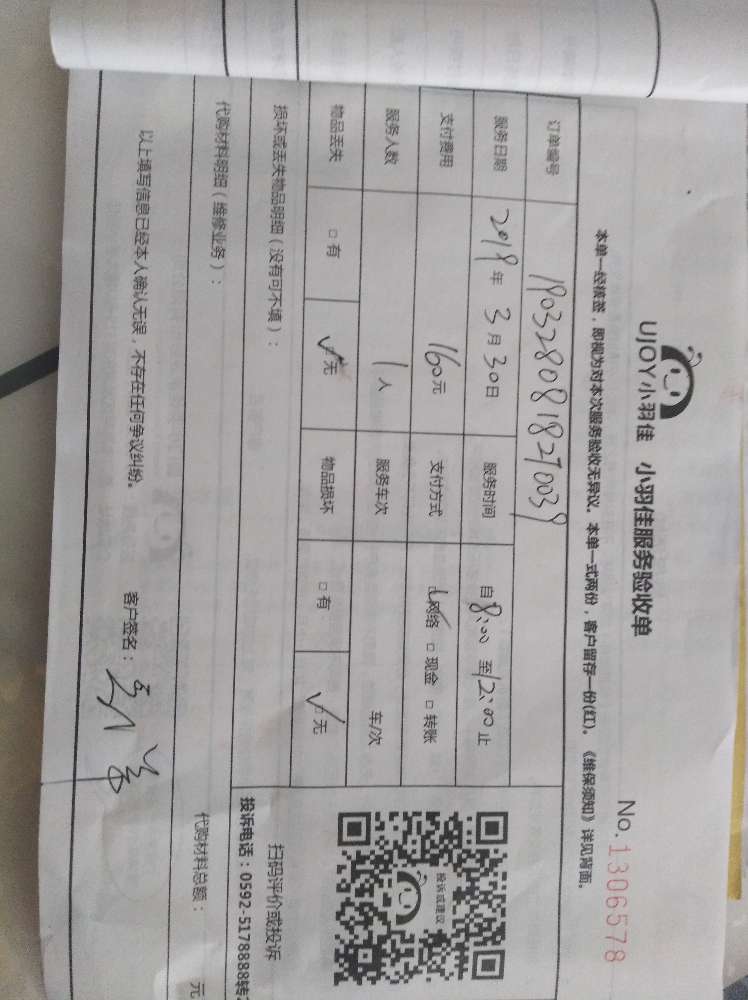 UJOY小羽佳 小羽佳服务验收单 No.1306578
本单一经核签，即视为对本次服务验收无异议。本单一式两份，客户留存一份(红)。《维保须知》详见背面。
订单编号 1903280818270039
服务日期 2019年3月30日 服务时间 自8:00至12:00止
支付费用 160元 支付方式 ☑网络 □现金 □转账
服务人数 1人 服务车次 车/次
物品丢失 □有 ☑无 物品损坏 □有 ☑无
损坏或丢失物品明细（没有可不填）：
代购材料明细（维修业务）：
代购材料总额： 元
以上填写信息已经本人确认无误，不存在任何争议纠纷。 客户签名：
投诉或建议
扫码评价或投诉
投诉电话：0592-5178888转